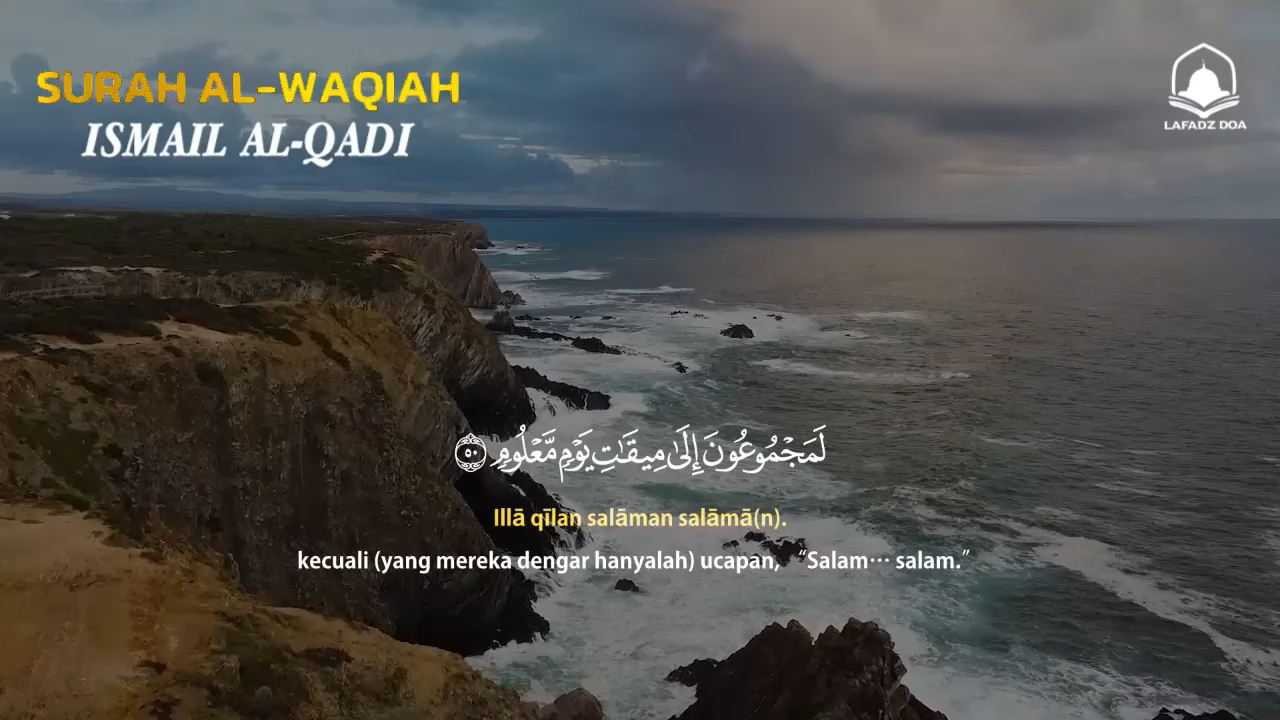 SURAH AL-WAQIAH
ISMAIL AL-QADI
LAFADZ DOA
لَمَجْمُوعُونَ إِلَىٰ مِيقَٰتِ يَوْمٍ مَّعْلُومٍ ۝٥٠
Illā qīlan salāman salāmā(n).
kecuali (yang mereka dengar hanyalah) ucapan, “Salam… salam.”